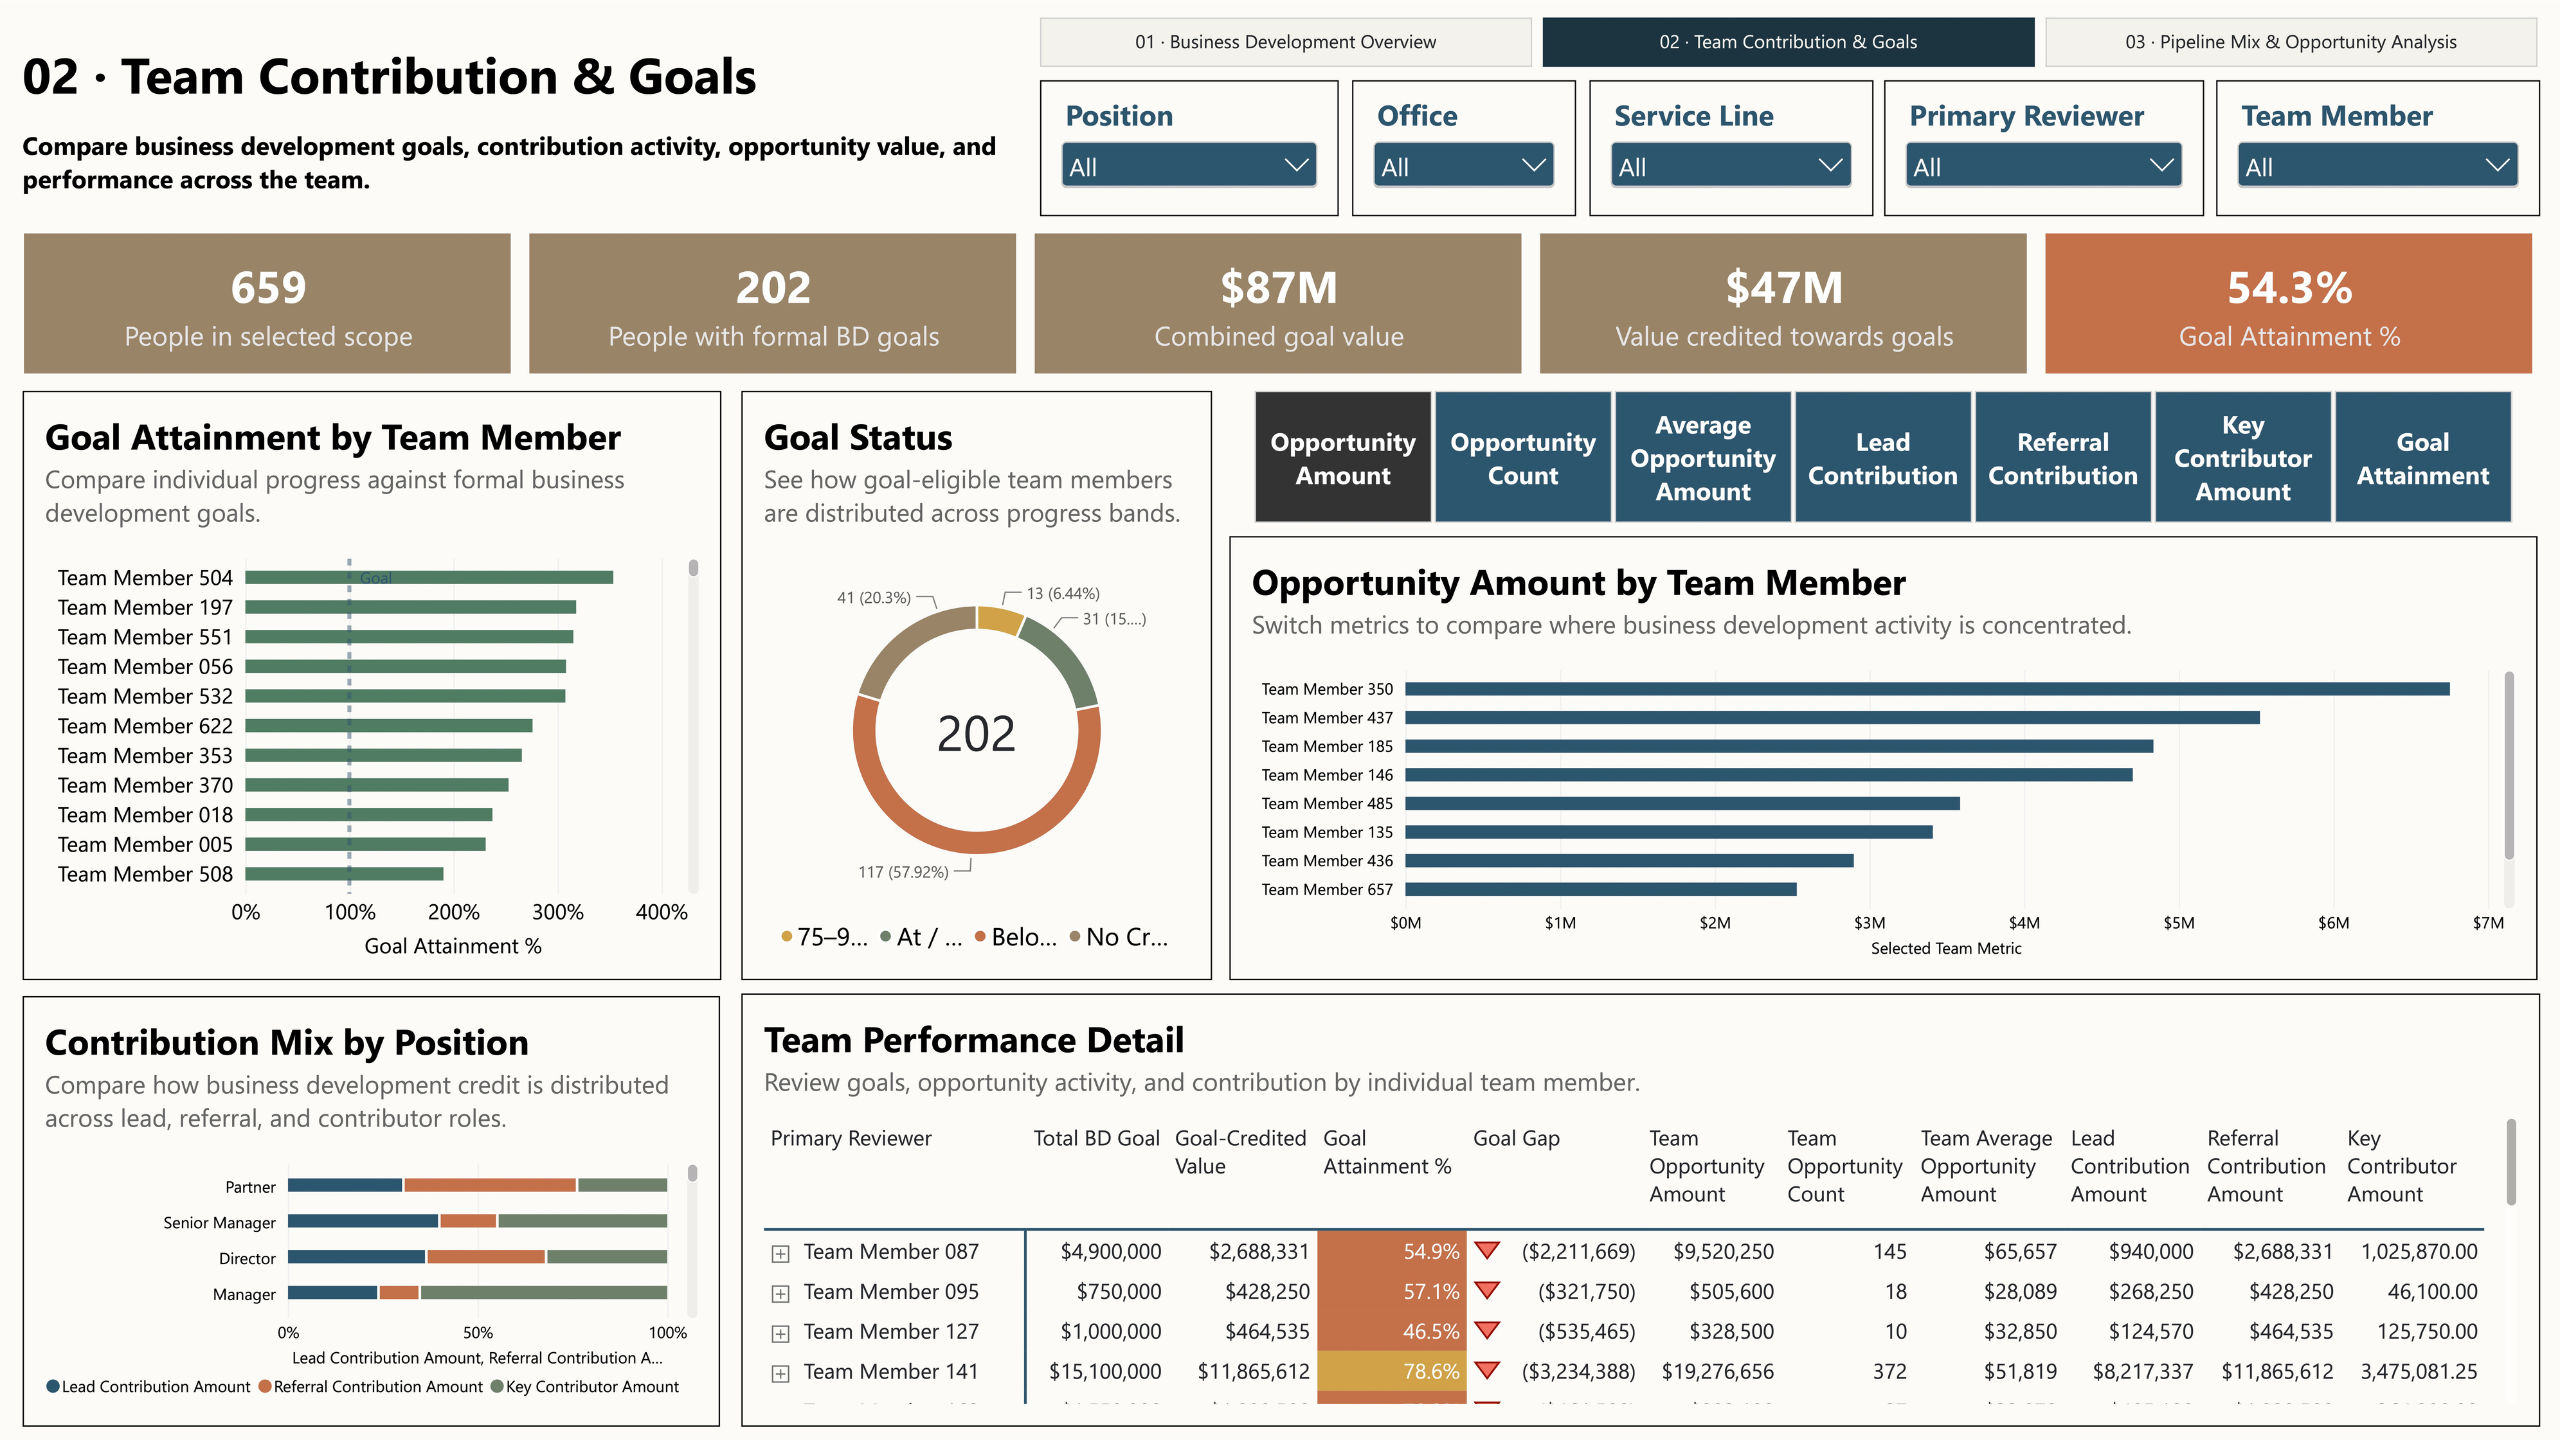 01 · Business Development Overview
02 · Team Contribution & Goals
03 · Pipeline Mix & Opportunity Analysis
02 · Team Contribution & Goals
Compare business development goals, contribution activity, opportunity value, and
performance across the team.
Position
All
Office
All
Service Line
All
Primary Reviewer
All
Team Member
All
659
People in selected scope
202
People with formal BD goals
$87M
Combined goal value
$47M
Value credited towards goals
54.3%
Goal Attainment %
Goal Attainment by Team Member
Compare individual progress against formal business
development goals.
Team Member 504
Goal
Team Member 197
Team Member 551
Team Member 056
Team Member 532
Team Member 622
Team Member 353
Team Member 370
Team Member 018
Team Member 005
Team Member 508
0% 100% 200% 300% 400%
Goal Attainment %
Goal Status
See how goal-eligible team members
are distributed across progress bands.
41 (20.3%)
13 (6.44%)
31 (15....)
202
117 (57.92%)
75–9... At / ... Belo... No Cr...
Opportunity
Amount
Opportunity
Count
Average
Opportunity
Amount
Lead
Contribution
Referral
Contribution
Key
Contributor
Amount
Goal
Attainment
Opportunity Amount by Team Member
Switch metrics to compare where business development activity is concentrated.
Team Member 350
Team Member 437
Team Member 185
Team Member 146
Team Member 485
Team Member 135
Team Member 436
Team Member 657
$0M $1M $2M $3M $4M $5M $6M $7M
Selected Team Metric
Contribution Mix by Position
Compare how business development credit is distributed
across lead, referral, and contributor roles.
Partner
Senior Manager
Director
Manager
0% 50% 100%
Lead Contribution Amount, Referral Contribution A...
Lead Contribution Amount Referral Contribution Amount Key Contributor Amount
Team Performance Detail
Review goals, opportunity activity, and contribution by individual team member.
Primary Reviewer Total BD Goal Goal-Credited Goal Goal Gap Team Team Team Average Lead Referral Key
Value Attainment % Opportunity Opportunity Opportunity Contribution Contribution Contributor
Amount Count Amount Amount Amount Amount
Team Member 087 $4,900,000 $2,688,331 54.9% ($2,211,669) $9,520,250 145 $65,657 $940,000 $2,688,331 1,025,870.00
Team Member 095 $750,000 $428,250 57.1% ($321,750) $505,600 18 $28,089 $268,250 $428,250 46,100.00
Team Member 127 $1,000,000 $464,535 46.5% ($535,465) $328,500 10 $32,850 $124,570 $464,535 125,750.00
Team Member 141 $15,100,000 $11,865,612 78.6% ($3,234,388) $19,276,656 372 $51,819 $8,217,337 $11,865,612 3,475,081.25